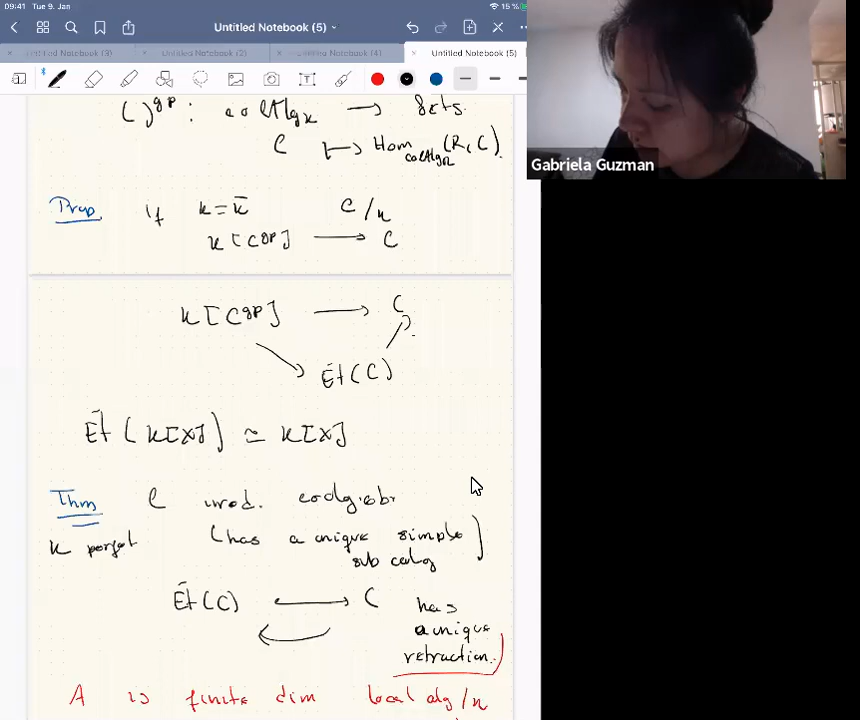 09:41 Tue 9. Jan.
15 %
Untitled Notebook (5)
Untitled Notebook (3)
Untitled Notebook (2)
Untitled Notebook (4)
Untitled Notebook (5)
Gabriela Guzman
( )^gp : coAlg_k → Sets.
C ↦ Hom_coAlg_k (k, C).
Prop If k = k̄ C / k
k[C^gp] → C
k[C^gp] → C
Ét(C)
Ét(k[X]) ≃ k[X]
Thm C irred. coalgebr
k perfect (has a unique simple
sub coalg)
Ét(C) C has
a unique
retraction.
A is finite dim local alg/k